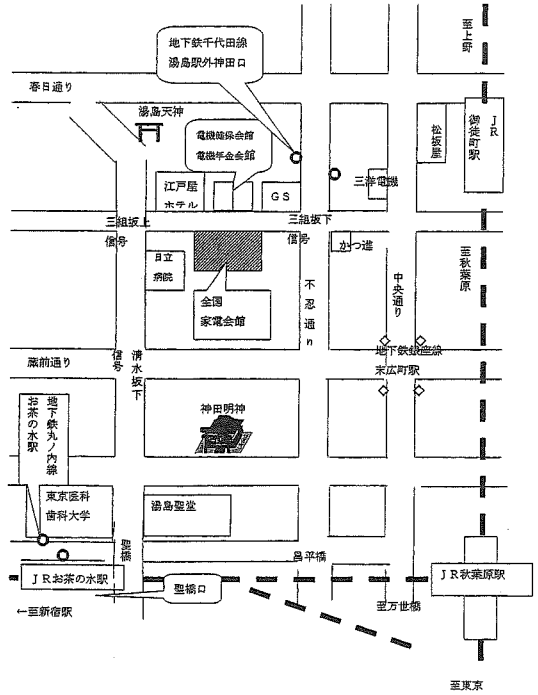 地下鉄千代田線
湯島駅外神田口
至上野
春日通り
湯島天神
電機健保会館
電機年金会館
松坂屋
JR
御徒町駅
江戸屋
ホテル
GS
三洋電機
三組坂上
信号
三組坂下
信号
かつ進
日立
病院
全国
家電会館
不忍通り
中央通り
至秋葉原
地下鉄銀座線
末広町駅
蔵前通り
信号
清水坂下
神田明神
地下鉄丸ノ内線
お茶の水駅
東京医科
歯科大学
湯島聖堂
聖橋
昌平橋
JRお茶の水駅
聖橋口
JR秋葉原駅
←至新宿駅
至万世橋
至東京